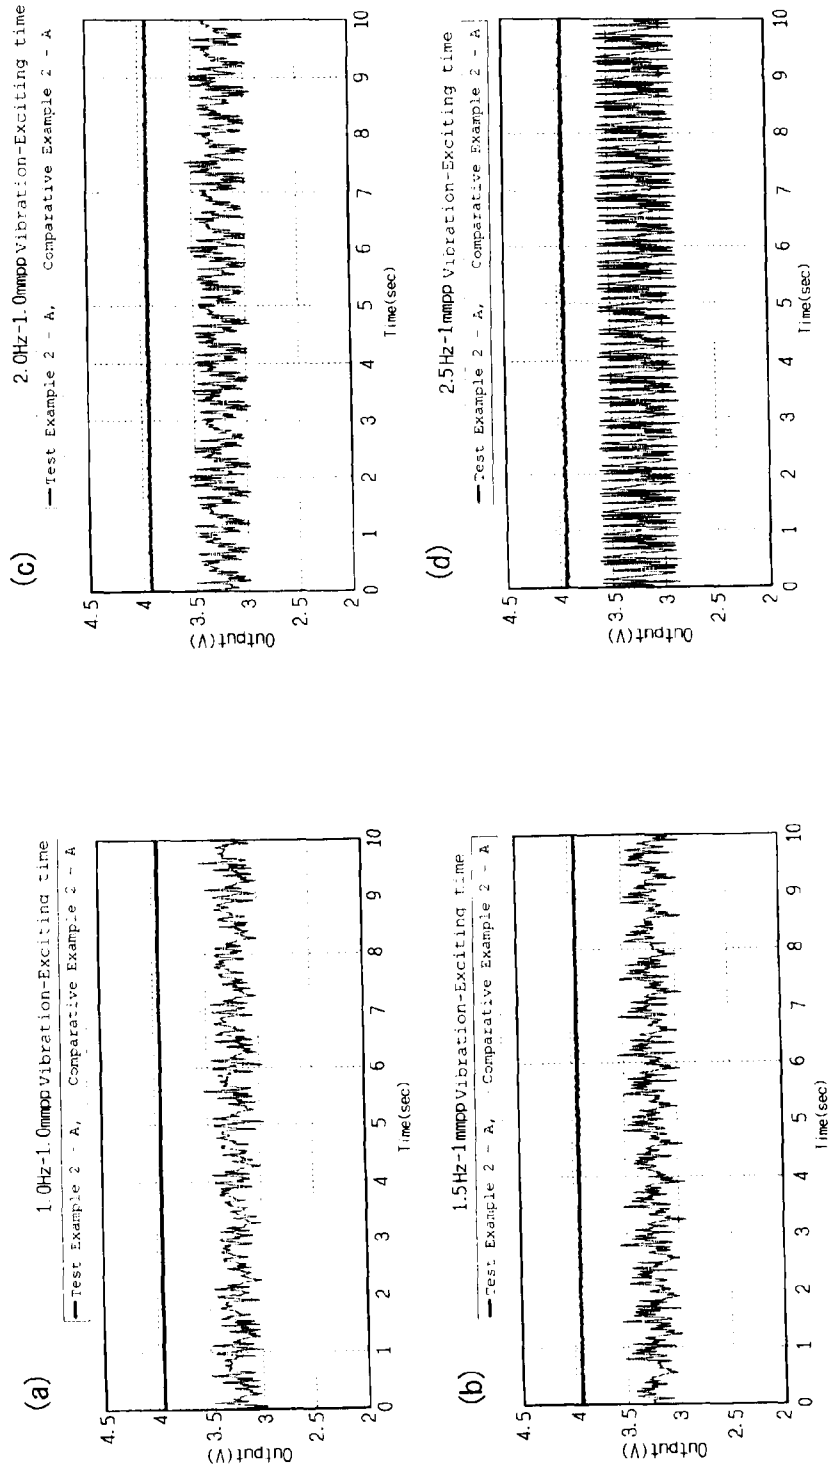 (a)
1.0Hz-1.0mmpp Vibration-Exciting time
Test Example 2 - A, Comparative Example 2 - A
4.5
4
3.5
3
2.5
2
Output(V)
0 1 2 3 4 5 6 7 8 9 10
Time(sec)
(b)
1.5Hz-1mmpp Vibration-Exciting time
Test Example 2 - A, Comparative Example 2 - A
4.5
4
3.5
3
2.5
2
Output(V)
0 1 2 3 4 5 6 7 8 9 10
Time(sec)
(c)
2.0Hz-1.0mmpp Vibration-Exciting time
Test Example 2 - A, Comparative Example 2 - A
4.5
4
3.5
3
2.5
2
Output(V)
0 1 2 3 4 5 6 7 8 9 10
Time(sec)
(d)
2.5Hz-1mmpp Vibration-Exciting time
Test Example 2 - A, Comparative Example 2 - A
4.5
4
3.5
3
2.5
2
Output(V)
0 1 2 3 4 5 6 7 8 9 10
Time(sec)